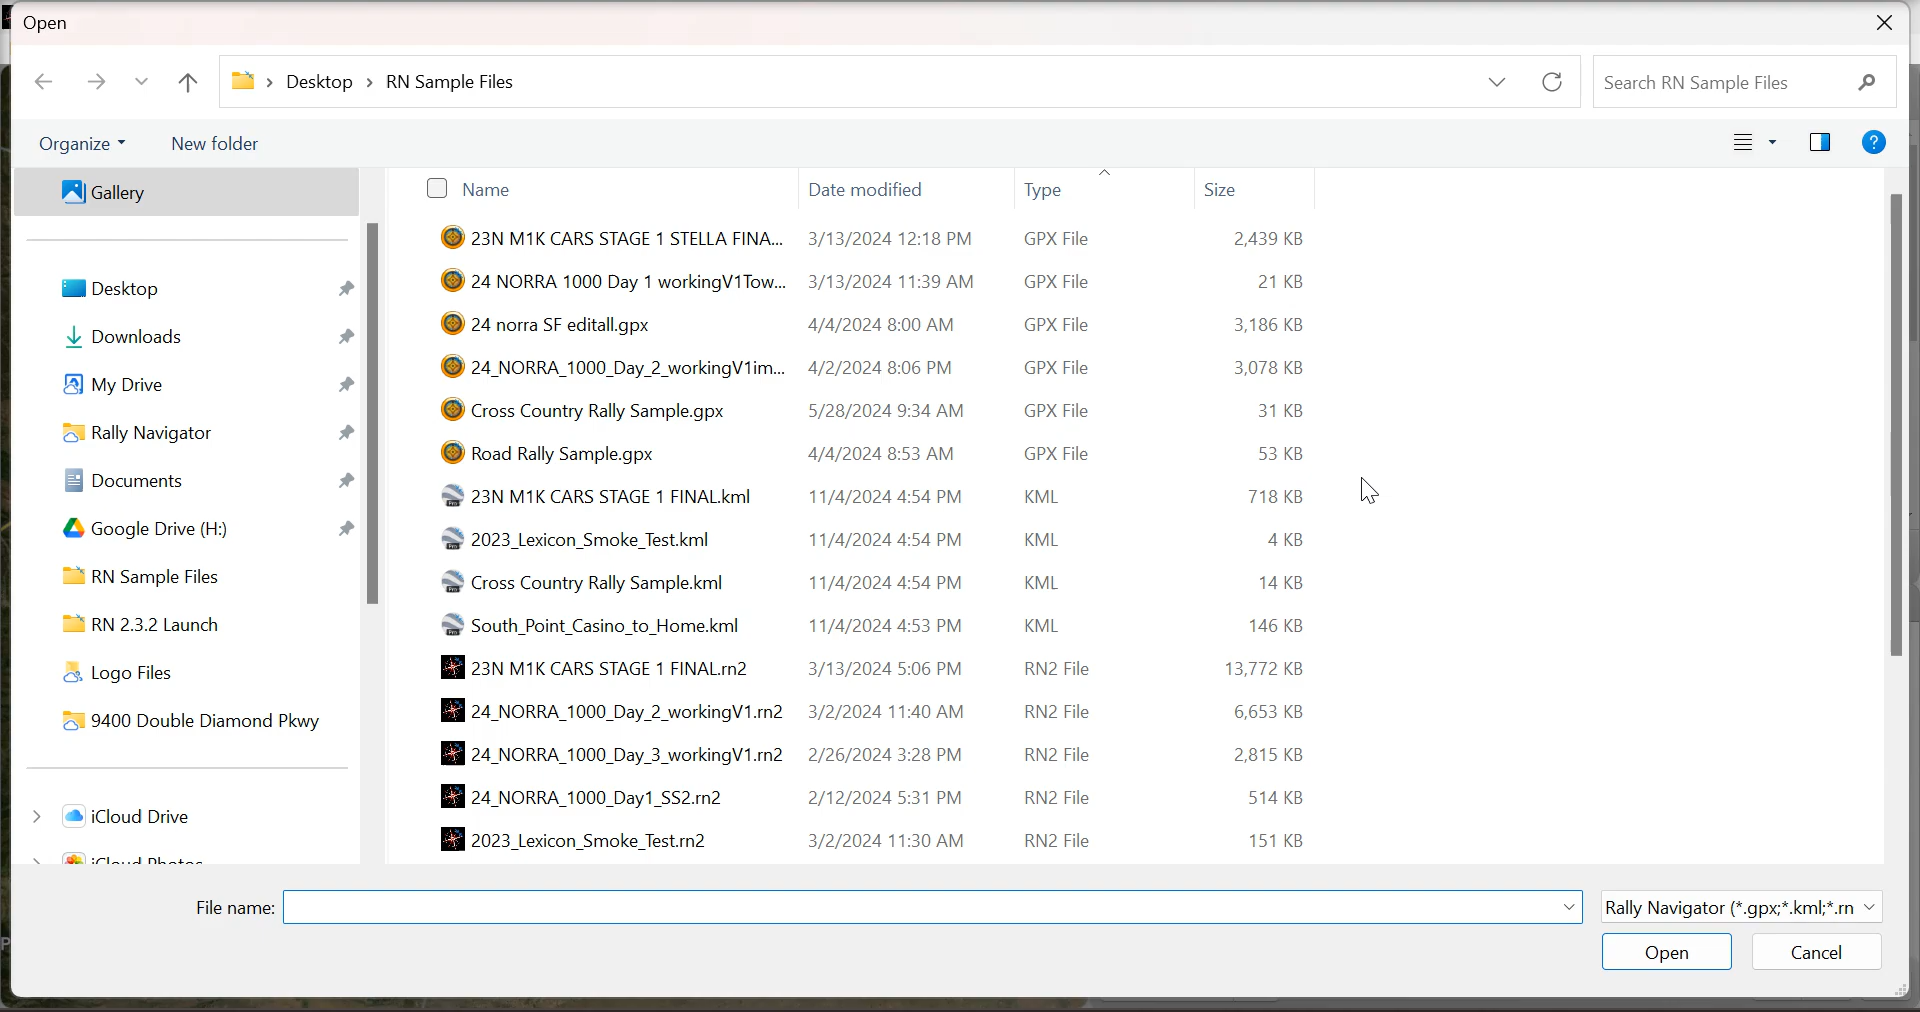 Open
Desktop > RN Sample Files
Search RN Sample Files
Organize
New folder
Gallery
Desktop
Downloads
My Drive
Rally Navigator
Documents
Google Drive (H:)
RN Sample Files
RN 2.3.2 Launch
Logo Files
9400 Double Diamond Pkwy
iCloud Drive
iCloud Photos
Name Date modified Type Size
23N M1K CARS STAGE 1 STELLA FINA... 3/13/2024 12:18 PM GPX File 2,439 KB
24 NORRA 1000 Day 1 workingV1Tow... 3/13/2024 11:39 AM GPX File 21 KB
24 norra SF editall.gpx 4/4/2024 8:00 AM GPX File 3,186 KB
24_NORRA_1000_Day_2_workingV1im... 4/2/2024 8:06 PM GPX File 3,078 KB
Cross Country Rally Sample.gpx 5/28/2024 9:34 AM GPX File 31 KB
Road Rally Sample.gpx 4/4/2024 8:53 AM GPX File 53 KB
23N M1K CARS STAGE 1 FINAL.kml 11/4/2024 4:54 PM KML 718 KB
2023_Lexicon_Smoke_Test.kml 11/4/2024 4:54 PM KML 4 KB
Cross Country Rally Sample.kml 11/4/2024 4:54 PM KML 14 KB
South_Point_Casino_to_Home.kml 11/4/2024 4:53 PM KML 146 KB
23N M1K CARS STAGE 1 FINAL.rn2 3/13/2024 5:06 PM RN2 File 13,772 KB
24_NORRA_1000_Day_2_workingV1.rn2 3/2/2024 11:40 AM RN2 File 6,653 KB
24_NORRA_1000_Day_3_workingV1.rn2 2/26/2024 3:28 PM RN2 File 2,815 KB
24_NORRA_1000_Day1_SS2.rn2 2/12/2024 5:31 PM RN2 File 514 KB
2023_Lexicon_Smoke_Test.rn2 3/2/2024 11:30 AM RN2 File 151 KB
File name:
Rally Navigator (*.gpx;*.kml;*.rn
Open
Cancel